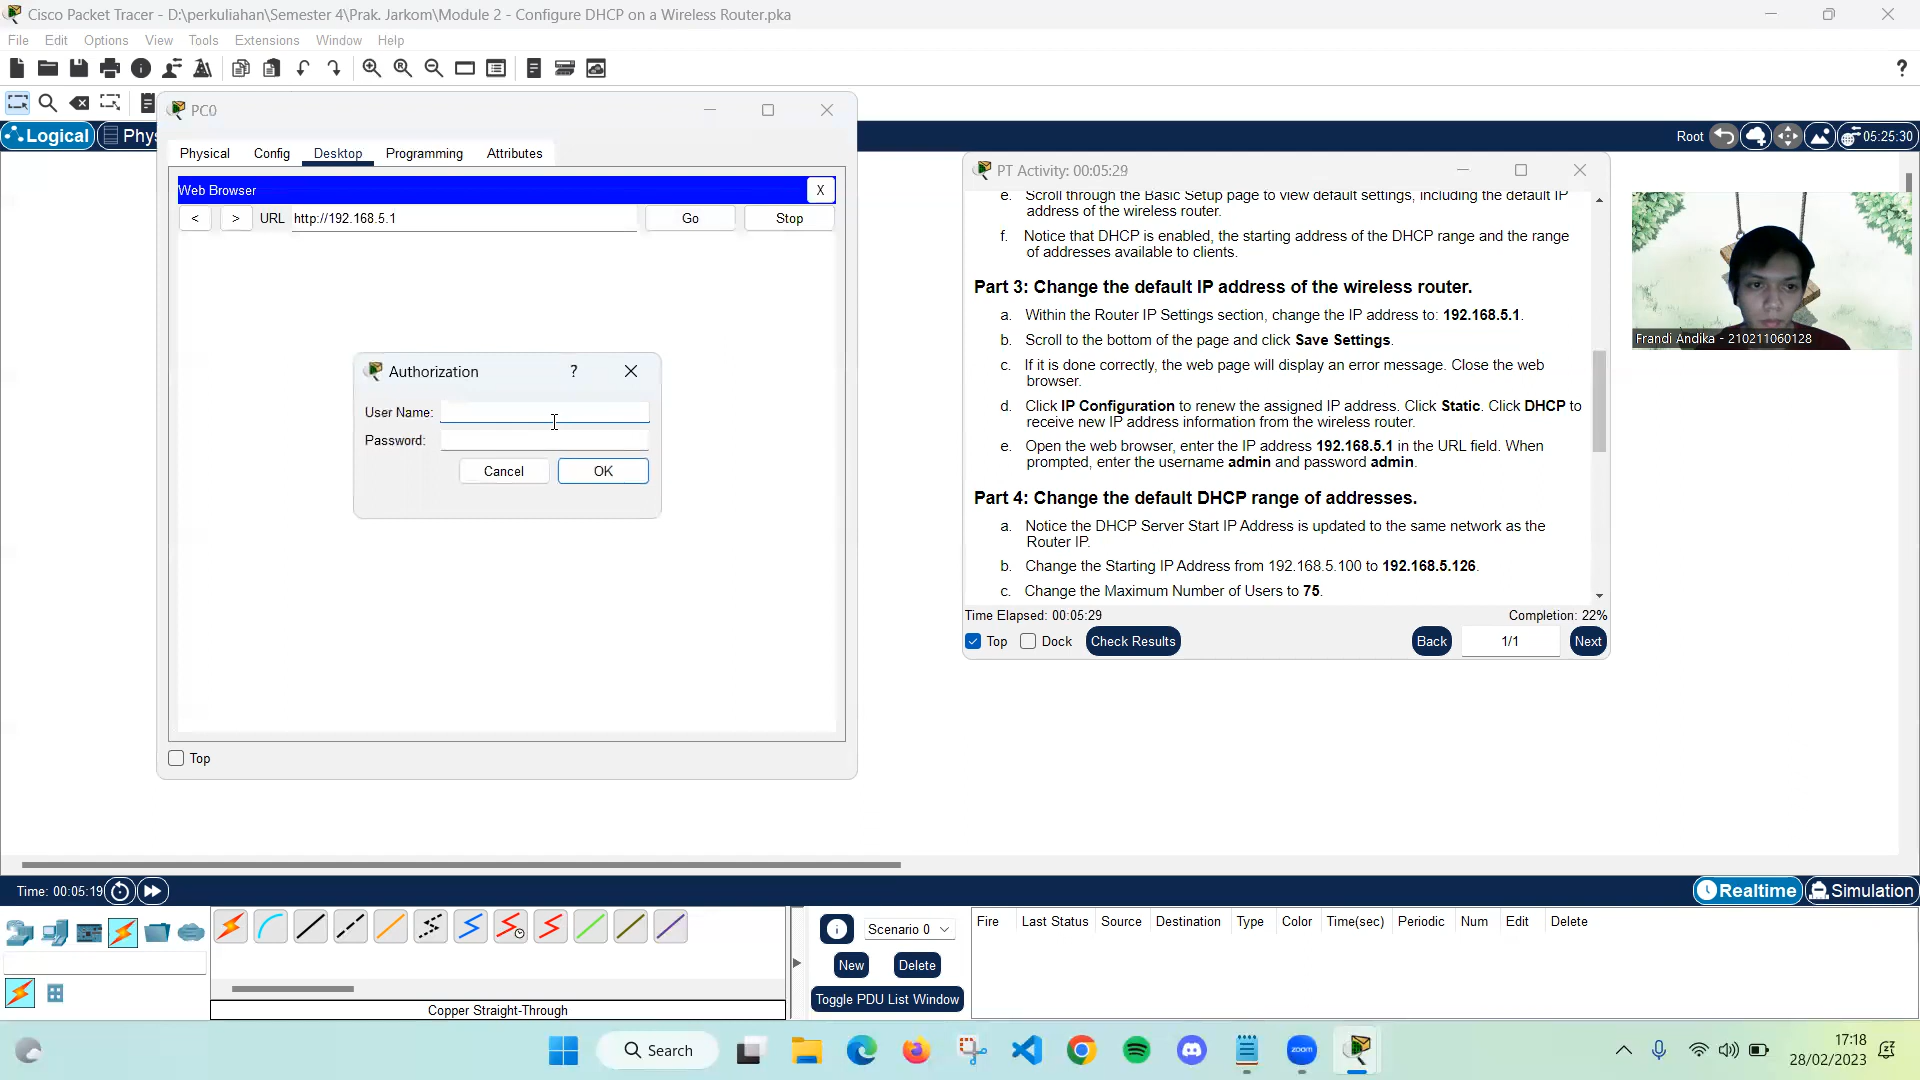 Cisco Packet Tracer - D:\perkuliahan\Semester 4\Prak. Jarkom\Module 2 - Configure DHCP on a Wireless Router.pka
File Edit Options View Tools Extensions Window Help
?
PC0
Logical
Phys
Root
05:25:30
Physical Config Desktop Programming Attributes
PT Activity: 00:05:29
Web Browser
X
< > URL http://192.168.5.1 Go Stop
e. Scroll through the Basic Setup page to view default settings, including the default IP
address of the wireless router.
f. Notice that DHCP is enabled, the starting address of the DHCP range and the range
of addresses available to clients.
Part 3: Change the default IP address of the wireless router.
a. Within the Router IP Settings section, change the IP address to: 192.168.5.1.
b. Scroll to the bottom of the page and click Save Settings.
c. If it is done correctly, the web page will display an error message. Close the web
browser.
d. Click IP Configuration to renew the assigned IP address. Click Static. Click DHCP to
receive new IP address information from the wireless router.
e. Open the web browser, enter the IP address 192.168.5.1 in the URL field. When
prompted, enter the username admin and password admin.
Part 4: Change the default DHCP range of addresses.
a. Notice the DHCP Server Start IP Address is updated to the same network as the
Router IP.
b. Change the Starting IP Address from 192.168.5.100 to 192.168.5.126.
c. Change the Maximum Number of Users to 75.
Time Elapsed: 00:05:29 Completion: 22%
Top Dock Check Results Back 1/1 Next
Frandi Andika - 210211060128
Authorization ?
User Name:
Password:
Cancel OK
Top
Time: 00:05:19
Realtime Simulation
Scenario 0
New Delete
Toggle PDU List Window
Fire Last Status Source Destination Type Color Time(sec) Periodic Num Edit Delete
Copper Straight-Through
Search
zoom
17:18
28/02/2023